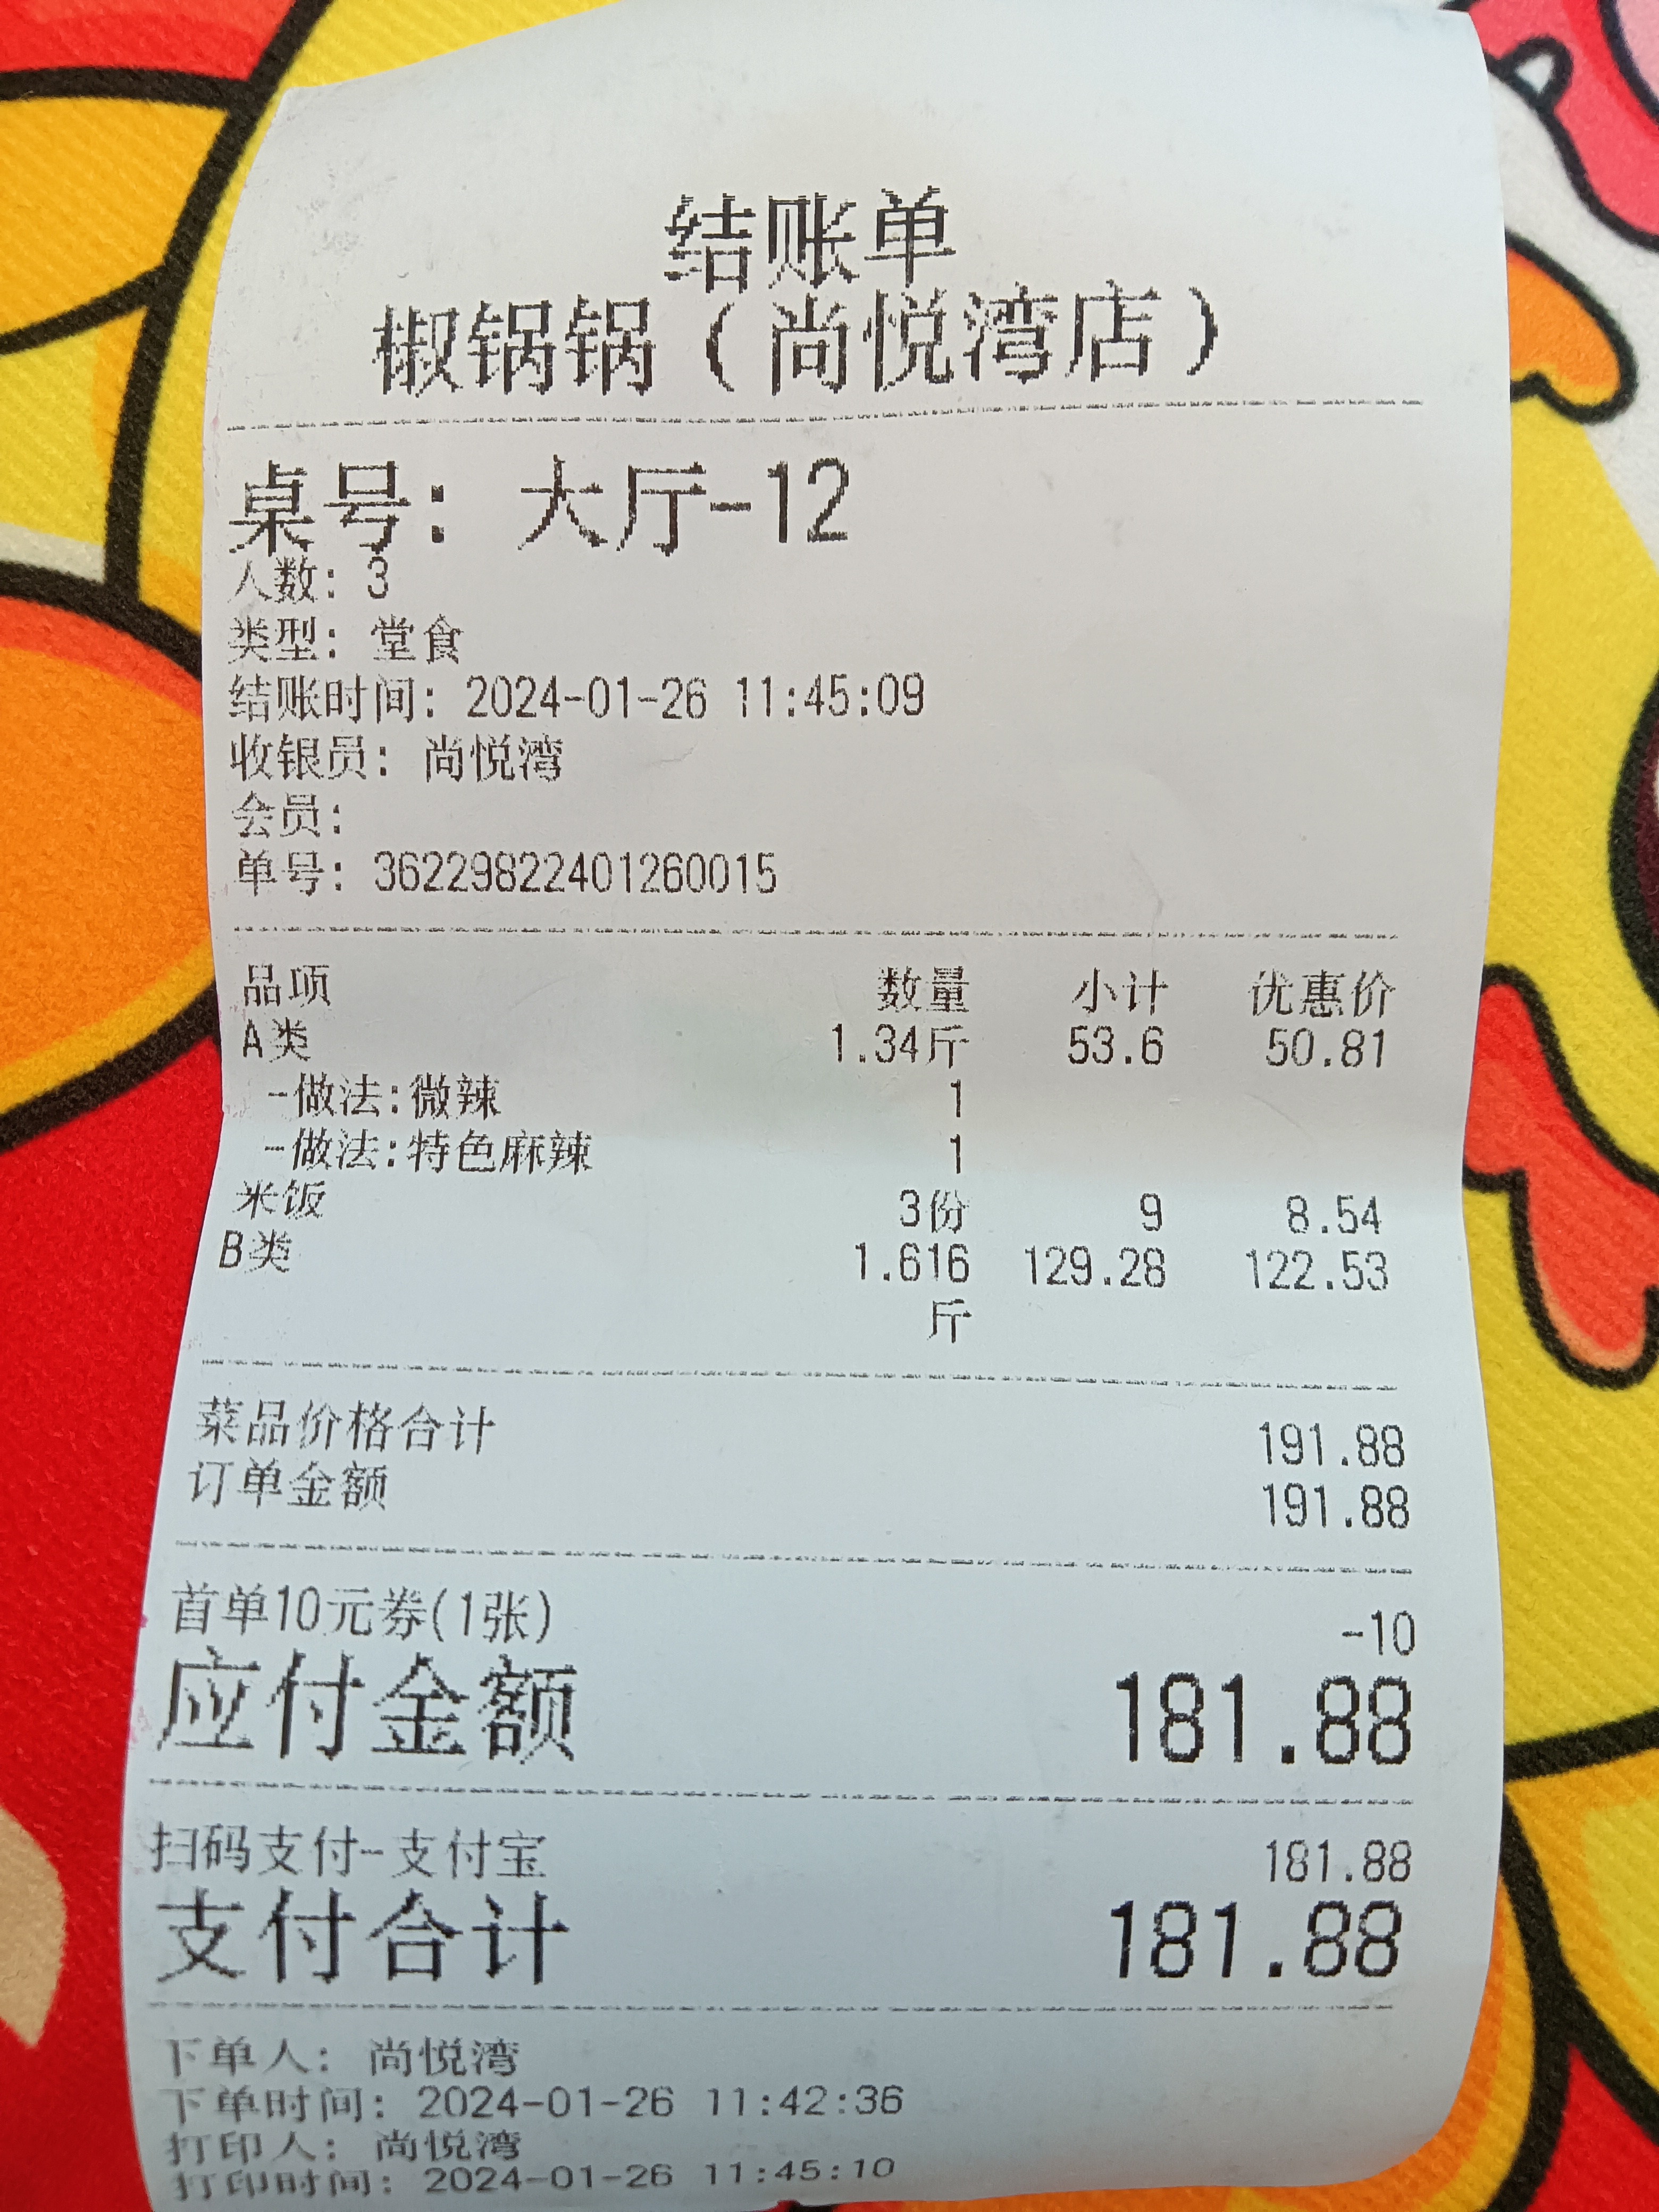 结账单
椒锅锅(尚悦湾店)
桌号: 大厅-12
人数: 3
类型: 堂食
结账时间: 2024-01-26 11:45:09
收银员: 尚悦湾
会员:
单号: 36229822401260015
品项 数量 小计 优惠价
A类 1.34斤 53.6 50.81
-做法:微辣 1
-做法:特色麻辣 1
米饭 3份 9 8.54
B类 1.616 129.28 122.53
斤
菜品价格合计 191.88
订单金额 191.88
首单10元券(1张) -10
应付金额 181.88
扫码支付-支付宝 181.88
支付合计 181.88
下单人: 尚悦湾
下单时间: 2024-01-26 11:42:36
打印人: 尚悦湾
打印时间: 2024-01-26 11:45:10